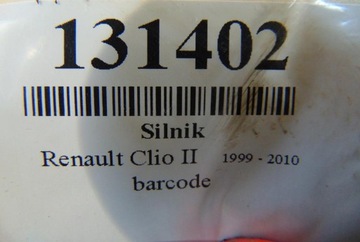 131402
Silnik
Renault Clio II 1999 - 2010
barcode